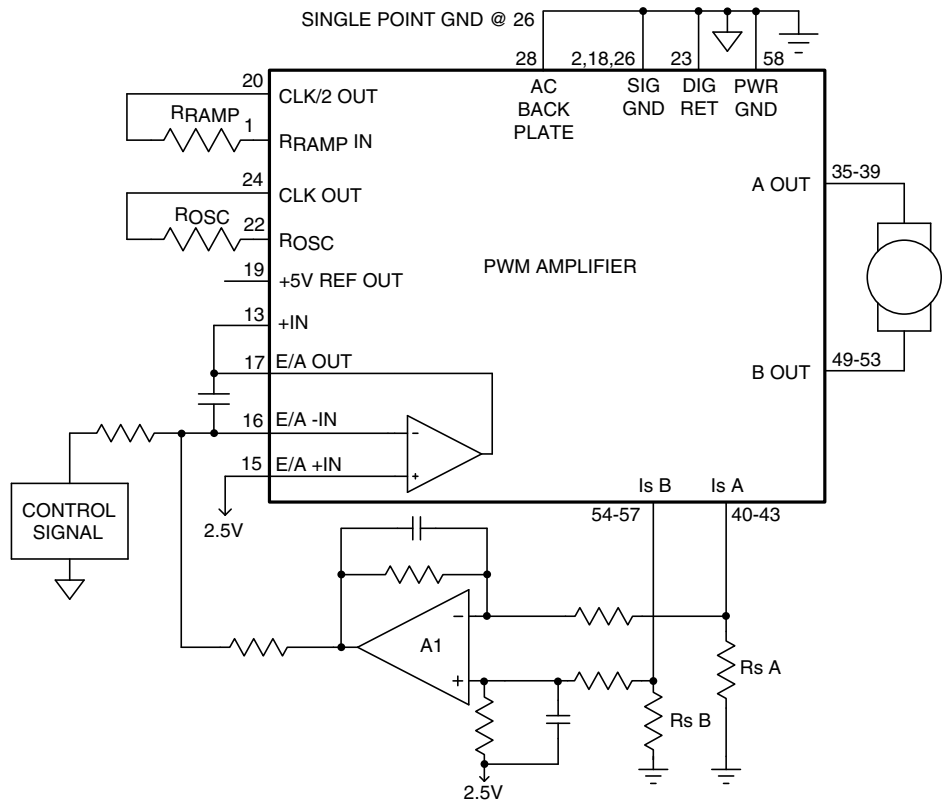 SINGLE POINT GND @ 26
28
2,18,26
23
58
AC
BACK
PLATE
SIG
GND
DIG
RET
PWR
GND
20
CLK/2 OUT
RRAMP
1
RRAMP IN
24
CLK OUT
ROSC
22
ROSC
19
+5V REF OUT
13
+IN
17
E/A OUT
16
E/A -IN
15
E/A +IN
2.5V
-
+
PWM AMPLIFIER
A OUT
35-39
B OUT
49-53
Is B
Is A
54-57
40-43
CONTROL
SIGNAL
A1
–
+
Rs A
Rs B
2.5V